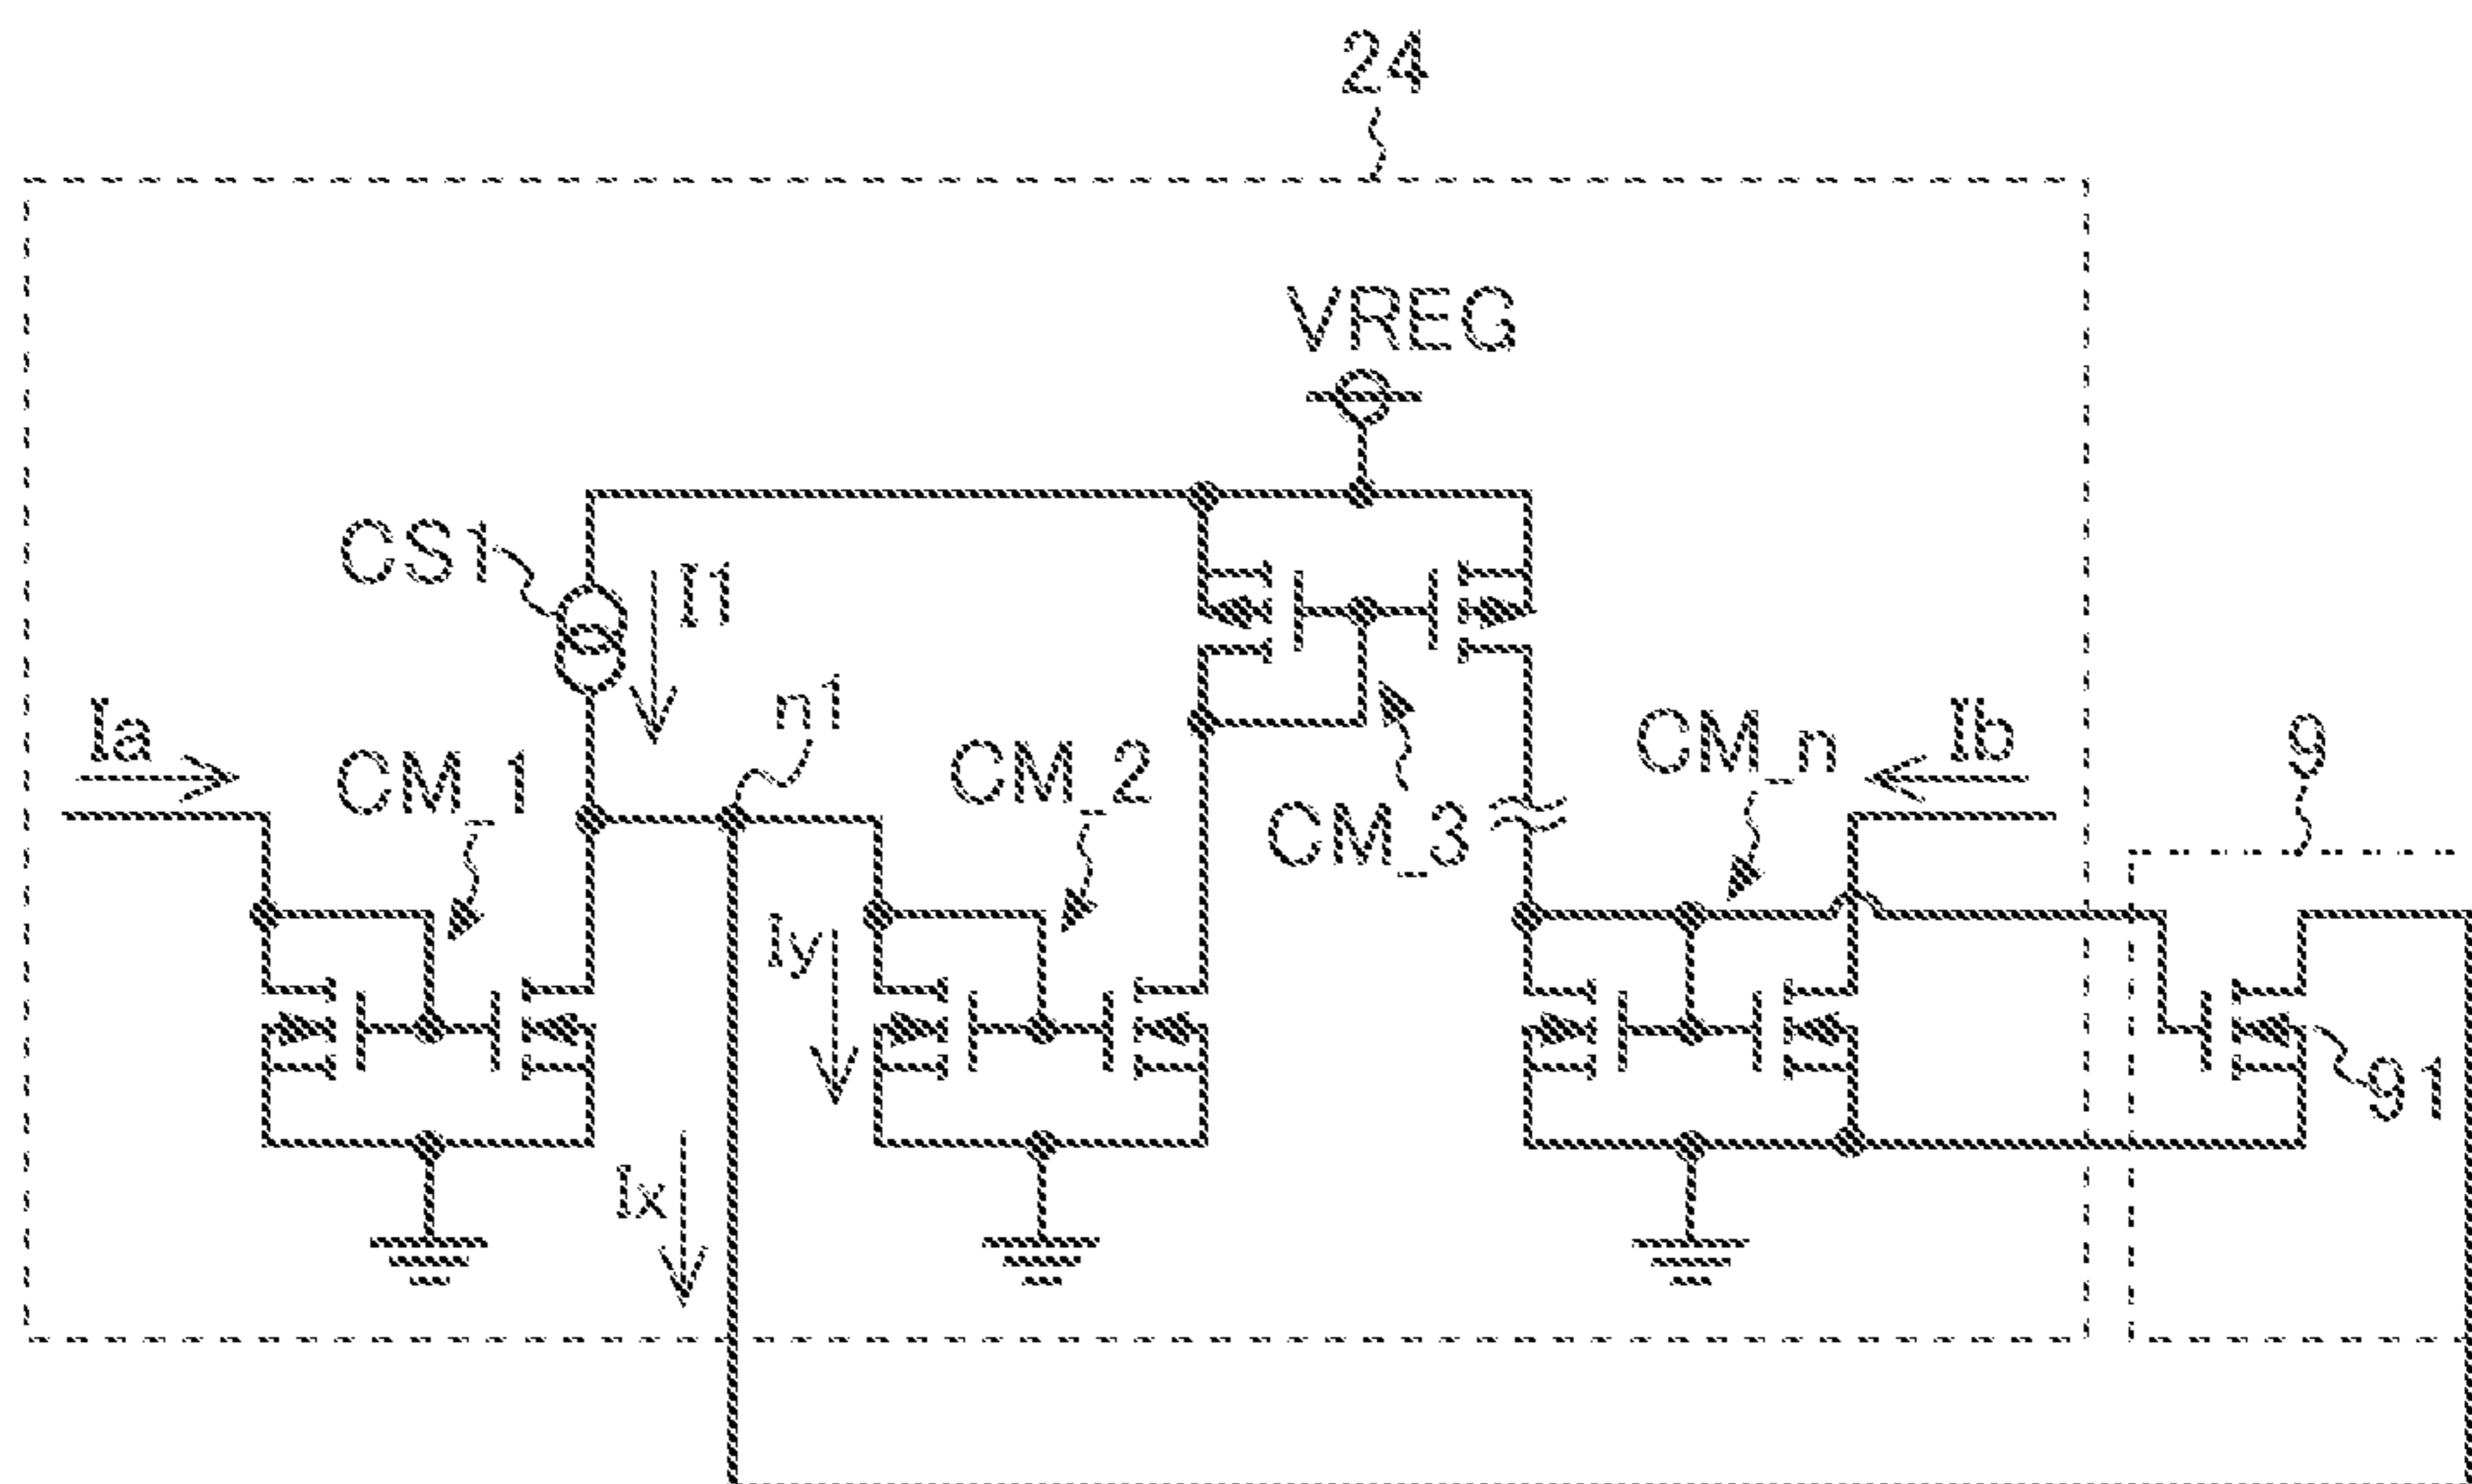 24
VREG
CS1
I1
n1
Ia
CM_1
CM_2
CM_3
CM_n
Ib
9
Iy
Ix
91